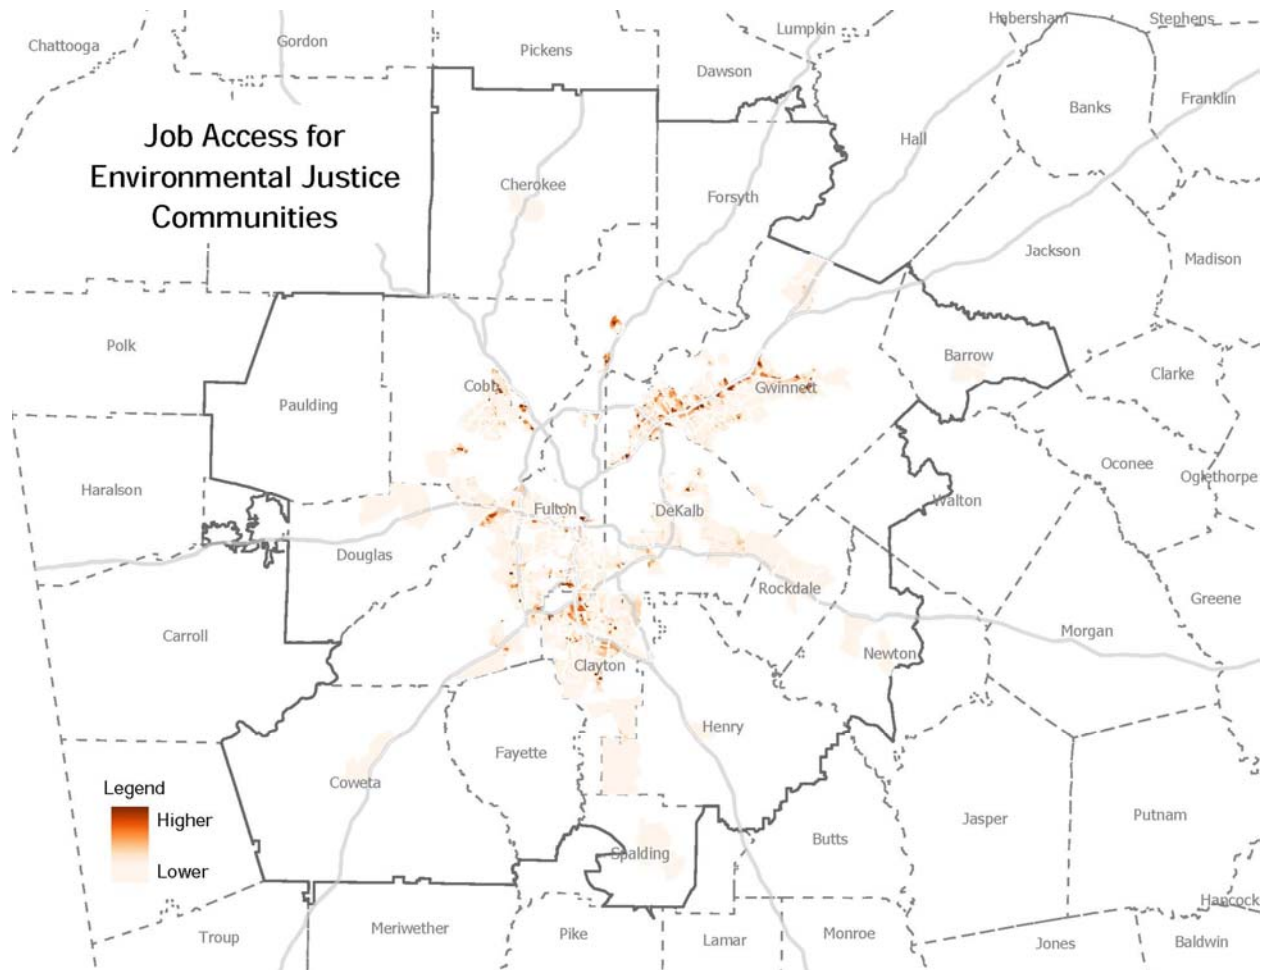 Habersham
Stephens
Lumpkin
Gordon
Chattooga
Pickens
Dawson
Franklin
Banks
Hall
Job Access for
Environmental Justice
Communities
Cherokee
Forsyth
Jackson
Madison
Polk
Barrow
Clarke
Cobb
Gwinnett
Paulding
Oconee
Oglethorpe
Haralson
Walton
Fulton
DeKalb
Douglas
Rockdale
Greene
Carroll
Morgan
Newton
Clayton
Henry
Fayette
Coweta
Legend
Higher
Lower
Jasper
Putnam
Butts
Spalding
Hancock
Troup
Meriwether
Pike
Lamar
Monroe
Jones
Baldwin